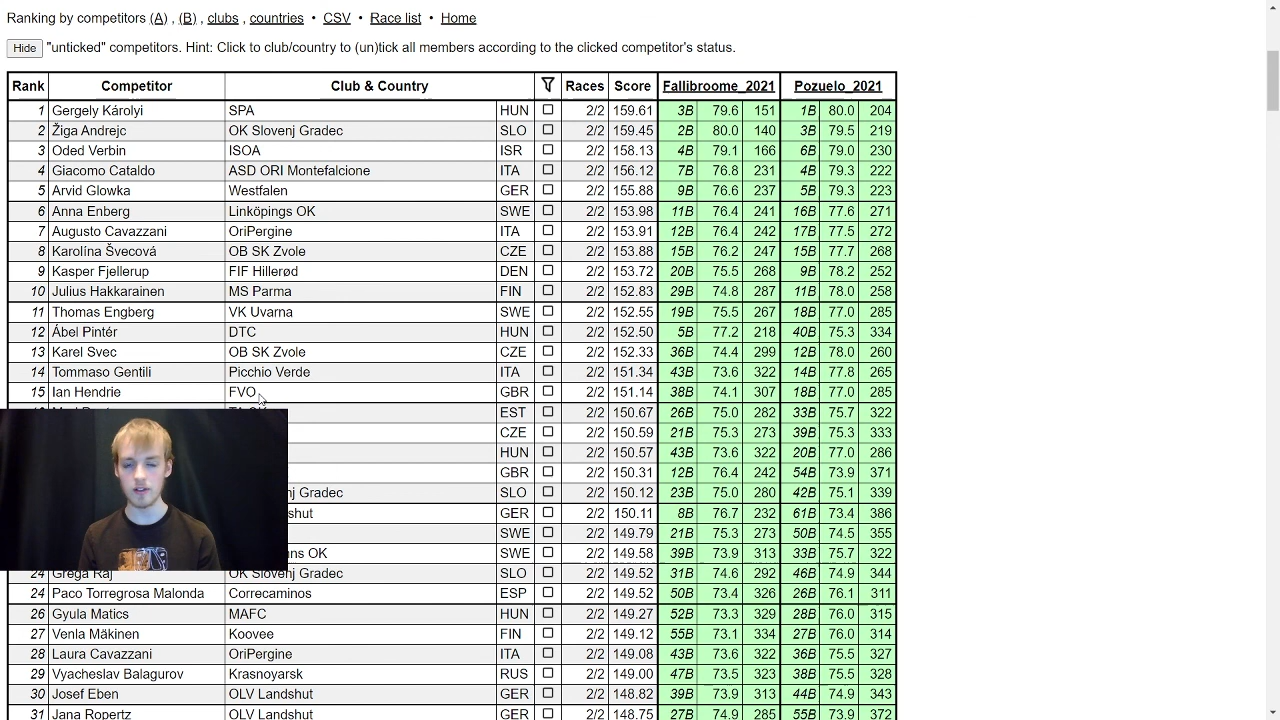 Ranking by competitors (A) , (B) , clubs , countries • CSV • Race list • Home
Hide "unticked" competitors. Hint: Click to club/country to (un)tick all members according to the clicked competitor's status.
Rank Competitor Club & Country Races Score Fallibroome_2021 Pozuelo_2021
1 Gergely Károlyi SPA HUN 2/2 159.61 3B 79.6 151 1B 80.0 204
2 Žiga Andrejc OK Slovenj Gradec SLO 2/2 159.45 2B 80.0 140 3B 79.5 219
3 Oded Verbin ISOA ISR 2/2 158.13 4B 79.1 166 6B 79.0 230
4 Giacomo Cataldo ASD ORI Montefalcione ITA 2/2 156.12 7B 76.8 231 4B 79.3 222
5 Arvid Glowka Westfalen GER 2/2 155.88 9B 76.6 237 5B 79.3 223
6 Anna Enberg Linköpings OK SWE 2/2 153.98 11B 76.4 241 16B 77.6 271
7 Augusto Cavazzani OriPergine ITA 2/2 153.91 12B 76.4 242 17B 77.5 272
8 Karolína Švecová OB SK Zvole CZE 2/2 153.88 15B 76.2 247 15B 77.7 268
9 Kasper Fjellerup FIF Hillerød DEN 2/2 153.72 20B 75.5 268 9B 78.2 252
10 Julius Hakkarainen MS Parma FIN 2/2 152.83 29B 74.8 287 11B 78.0 258
11 Thomas Engberg VK Uvarna SWE 2/2 152.55 19B 75.5 267 18B 77.0 285
12 Ábel Pintér DTC HUN 2/2 152.50 5B 77.2 218 40B 75.3 334
13 Karel Svec OB SK Zvole CZE 2/2 152.33 36B 74.4 299 12B 78.0 260
14 Tommaso Gentili Picchio Verde ITA 2/2 151.34 43B 73.6 322 14B 77.8 265
15 Ian Hendrie FVO GBR 2/2 151.14 38B 74.1 307 18B 77.0 285
EST 2/2 150.67 26B 75.0 282 33B 75.7 322
CZE 2/2 150.59 21B 75.3 273 39B 75.3 333
HUN 2/2 150.57 43B 73.6 322 20B 77.0 286
GBR 2/2 150.31 12B 76.4 242 54B 73.9 371
nj Gradec SLO 2/2 150.12 23B 75.0 280 42B 75.1 339
shut GER 2/2 150.11 8B 76.7 232 61B 73.4 386
SWE 2/2 149.79 21B 75.3 273 50B 74.5 355
ns OK SWE 2/2 149.58 39B 73.9 313 33B 75.7 322
24 Grega Raj OK Slovenj Gradec SLO 2/2 149.52 31B 74.6 292 46B 74.9 344
24 Paco Torregrosa Malonda Correcaminos ESP 2/2 149.52 50B 73.4 326 26B 76.1 311
26 Gyula Matics MAFC HUN 2/2 149.27 52B 73.3 329 28B 76.0 315
27 Venla Mäkinen Koovee FIN 2/2 149.12 55B 73.1 334 27B 76.0 314
28 Laura Cavazzani OriPergine ITA 2/2 149.08 43B 73.6 322 36B 75.5 327
29 Vyacheslav Balagurov Krasnoyarsk RUS 2/2 149.00 47B 73.5 323 38B 75.5 328
30 Josef Eben OLV Landshut GER 2/2 148.82 39B 73.9 313 44B 74.9 343
31 Jana Ropertz OLV Landshut GER 2/2 148.75 27B 74.9 285 55B 73.9 372